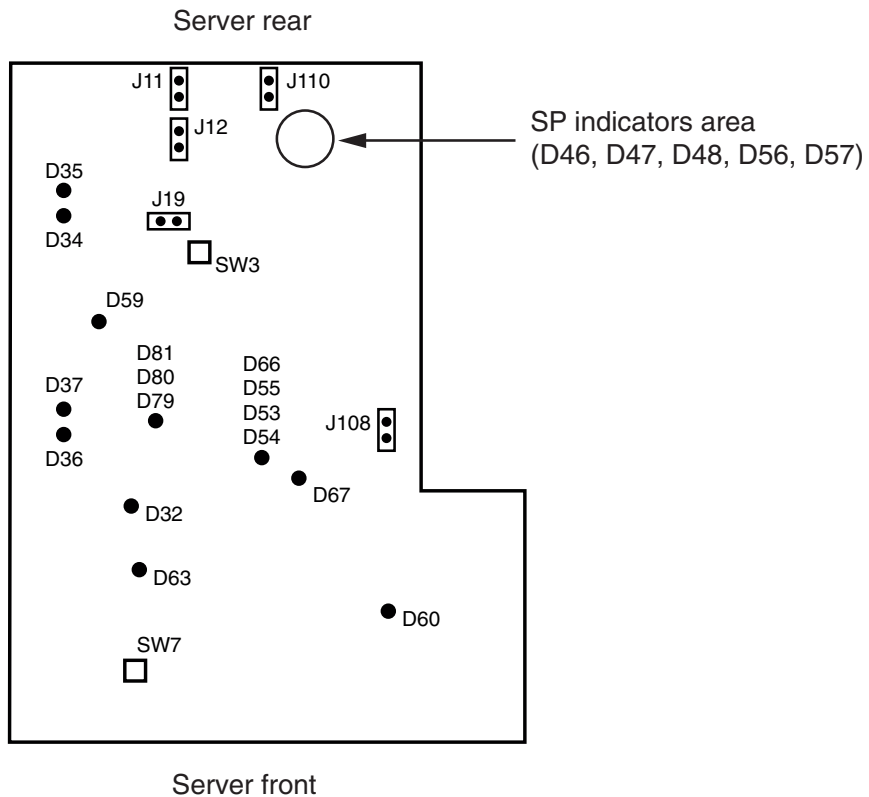 Server rear
J11
J110
J12
SP indicators area
(D46, D47, D48, D56, D57)
D35
J19
D34
SW3
D59
D81
D80
D79
D66
D55
D53
D54
D37
J108
D36
D67
D32
D63
D60
SW7
Server front